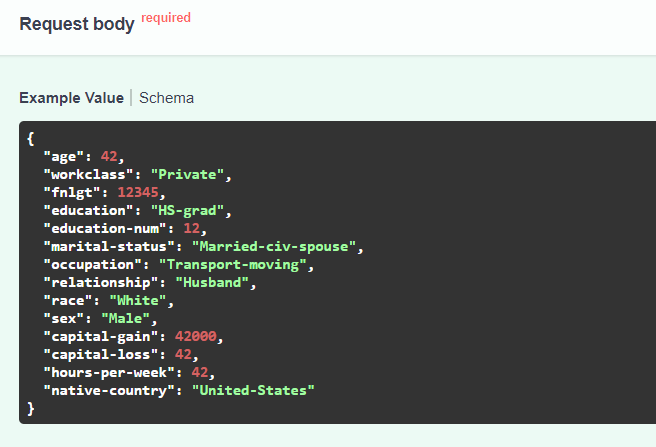 Request body required
Example Value | Schema
{
  "age": 42,
  "workclass": "Private",
  "fnlgt": 12345,
  "education": "HS-grad",
  "education-num": 12,
  "marital-status": "Married-civ-spouse",
  "occupation": "Transport-moving",
  "relationship": "Husband",
  "race": "White",
  "sex": "Male",
  "capital-gain": 42000,
  "capital-loss": 42,
  "hours-per-week": 42,
  "native-country": "United-States"
}